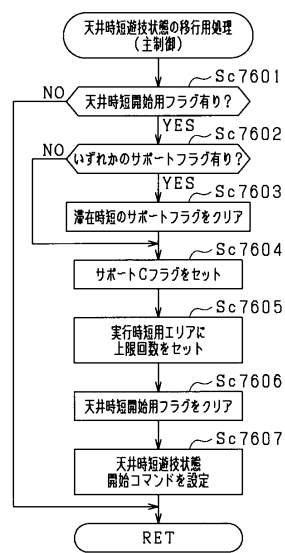 天井時短遊技状態の移行用処理
(主制御)
Sc7601
NO
天井時短開始用フラグ有り?
YES
Sc7602
NO
いずれかのサポートフラグ有り?
YES
Sc7603
滞在時短のサポートフラグをクリア
Sc7604
サポートCフラグをセット
Sc7605
実行時短用エリアに
上限回数をセット
Sc7606
天井時短開始用フラグをクリア
Sc7607
天井時短遊技状態
開始コマンドを設定
RET